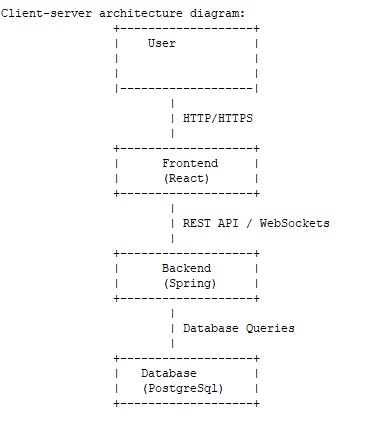 Client-server architecture diagram:
User
HTTP/HTTPS
Frontend
(React)
REST API / WebSockets
Backend
(Spring)
Database Queries
Database
(PostgreSql)